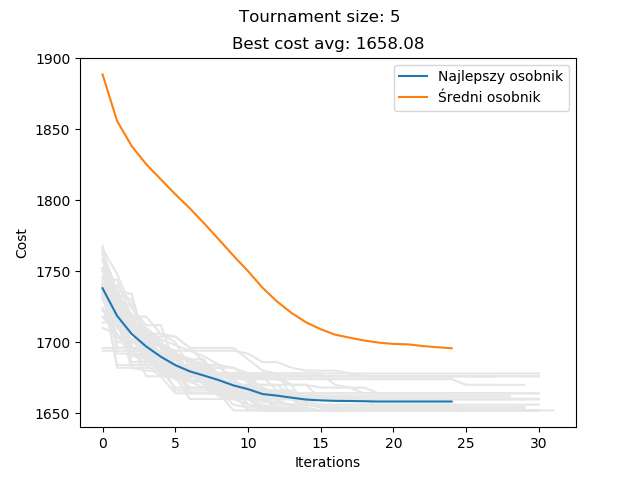 Tournament size: 5
Best cost avg: 1658.08
Najlepszy osobnik
Średni osobnik
1900
1850
1800
1750
1700
1650
Cost
0 5 10 15 20 25 30
Iterations